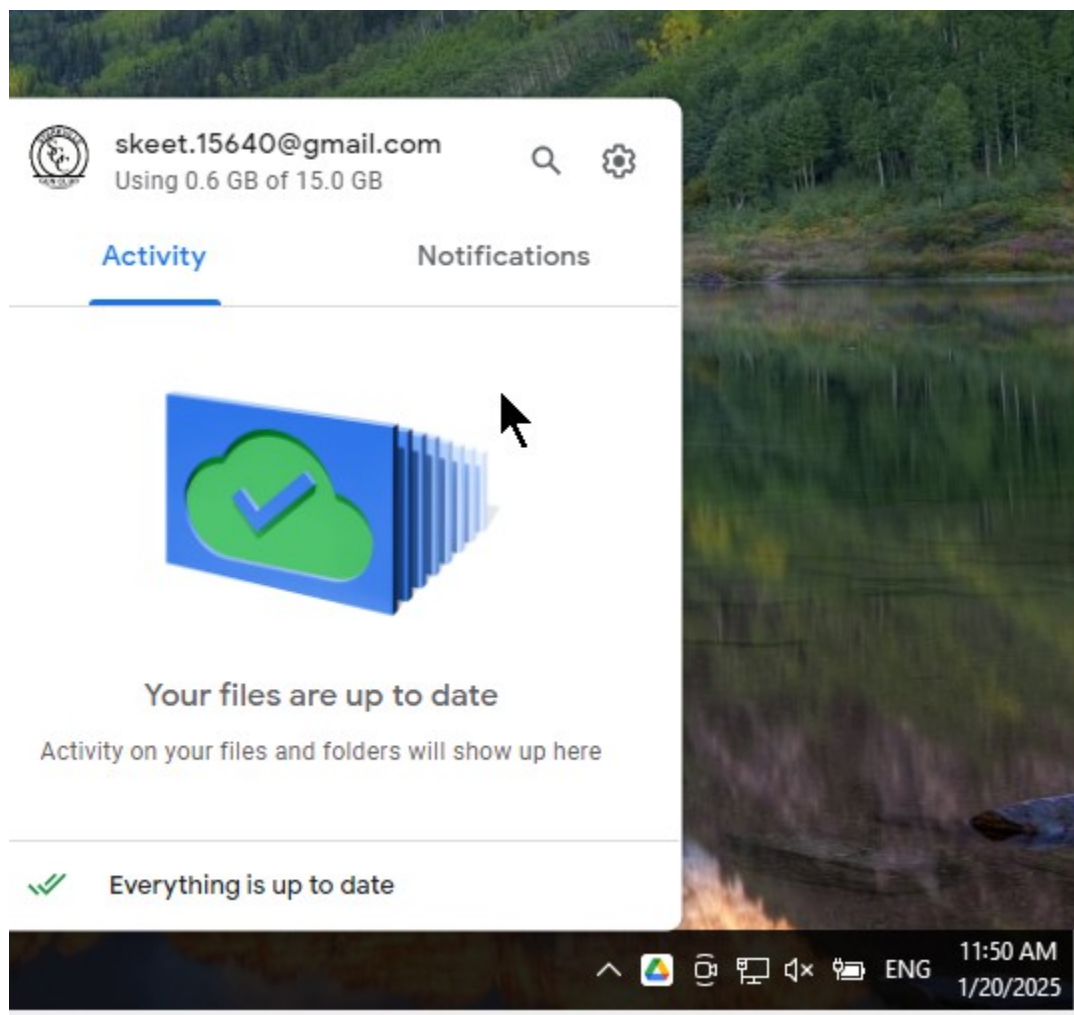 skeet.15640@gmail.com
Using 0.6 GB of 15.0 GB
Activity
Notifications
Your files are up to date
Activity on your files and folders will show up here
Everything is up to date
ENG
11:50 AM
1/20/2025